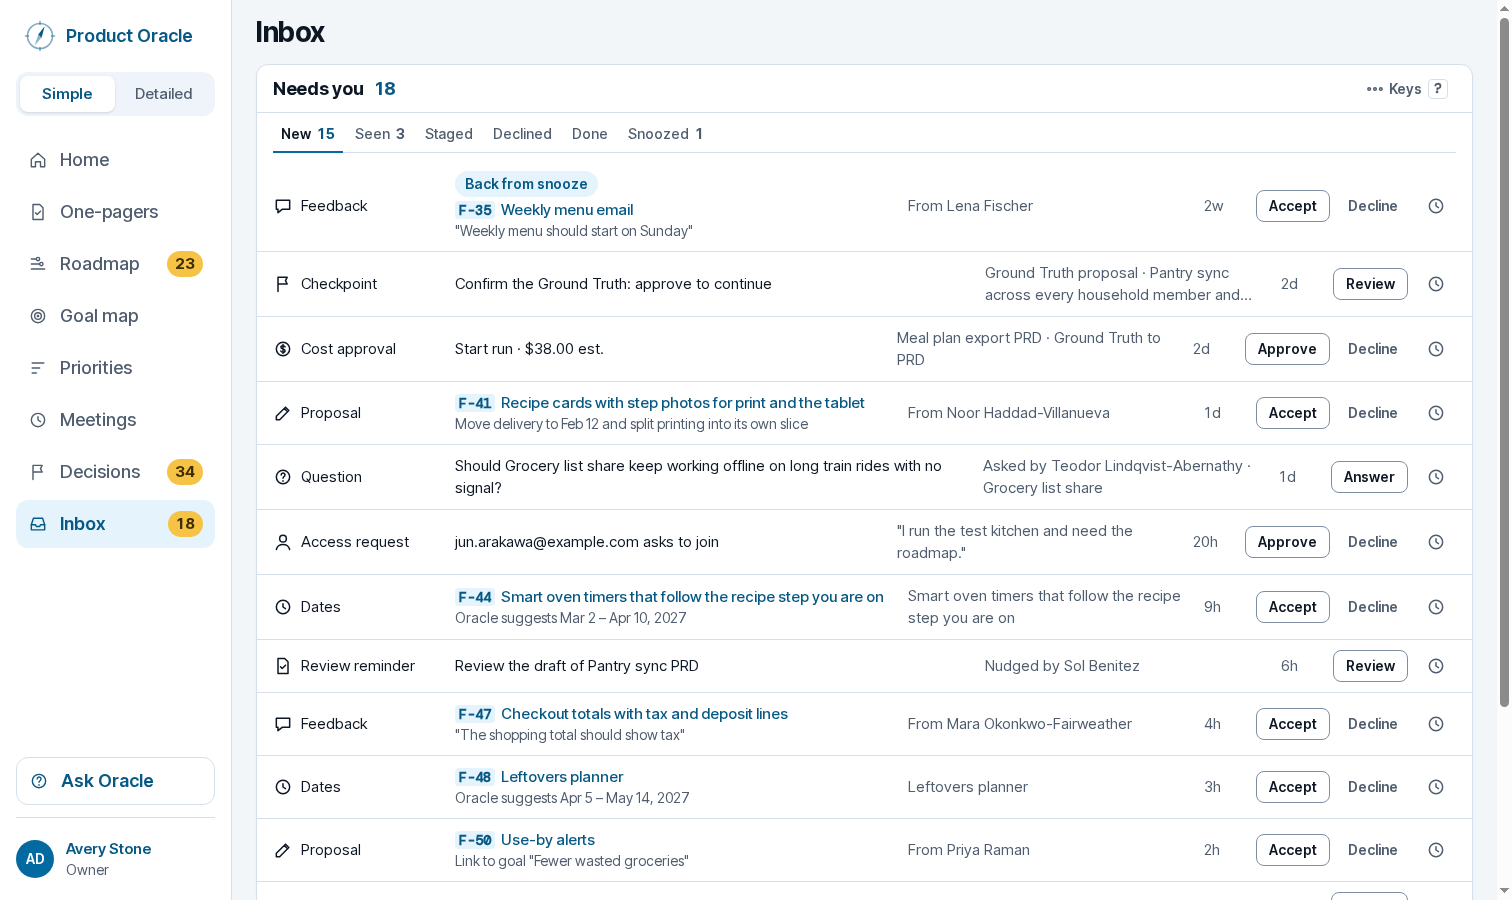 Product Oracle
Simple Detailed
Home
One-pagers
Roadmap 23
Goal map
Priorities
Meetings
Decisions 34
Inbox 18
Ask Oracle
AD Avery Stone
Owner
Inbox
Needs you 18
Keys ?
New 15 Seen 3 Staged Declined Done Snoozed 1
Back from snooze
Feedback F-35 Weekly menu email From Lena Fischer 2w Accept Decline
"Weekly menu should start on Sunday"
Checkpoint Confirm the Ground Truth: approve to continue Ground Truth proposal · Pantry sync 2d Review
across every household member and...
Cost approval Start run · $38.00 est. Meal plan export PRD · Ground Truth to 2d Approve Decline
PRD
Proposal F-41 Recipe cards with step photos for print and the tablet From Noor Haddad-Villanueva 1d Accept Decline
Move delivery to Feb 12 and split printing into its own slice
Question Should Grocery list share keep working offline on long train rides with no Asked by Teodor Lindqvist-Abernathy · 1d Answer
signal? Grocery list share
Access request jun.arakawa@example.com asks to join "I run the test kitchen and need the 20h Approve Decline
roadmap."
Dates F-44 Smart oven timers that follow the recipe step you are on Smart oven timers that follow the recipe 9h Accept Decline
Oracle suggests Mar 2 – Apr 10, 2027 step you are on
Review reminder Review the draft of Pantry sync PRD Nudged by Sol Benitez 6h Review
Feedback F-47 Checkout totals with tax and deposit lines From Mara Okonkwo-Fairweather 4h Accept Decline
"The shopping total should show tax"
Dates F-48 Leftovers planner Leftovers planner 3h Accept Decline
Oracle suggests Apr 5 – May 14, 2027
Proposal F-50 Use-by alerts From Priya Raman 2h Accept Decline
Link to goal "Fewer wasted groceries"